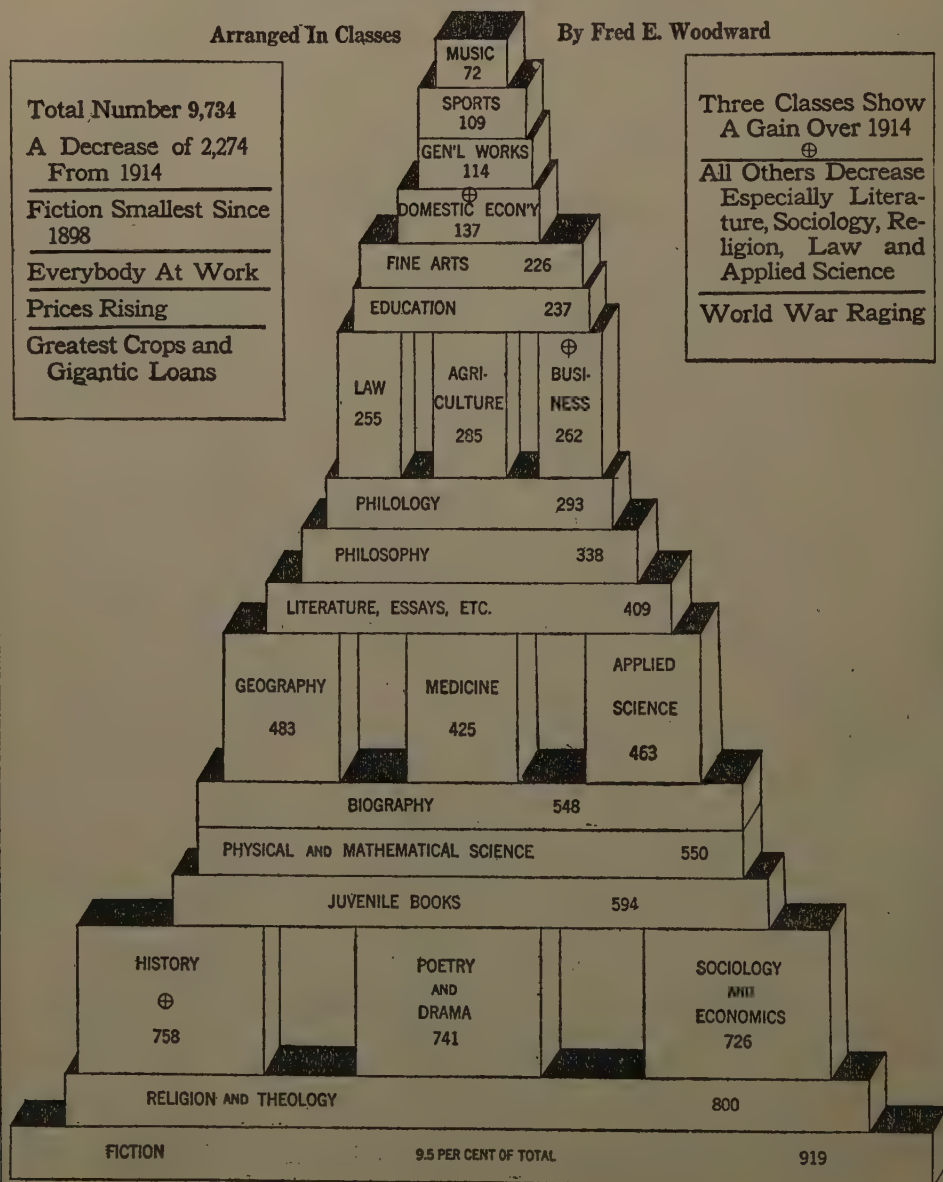 Arranged In Classes By Fred E. Woodward
Total Number 9,734
A Decrease of 2,274
From 1914
Fiction Smallest Since
1898
Everybody At Work
Prices Rising
Greatest Crops and
Gigantic Loans
Three Classes Show
A Gain Over 1914
⊕
All Others Decrease
Especially Litera-
ture, Sociology, Re-
ligion, Law and
Applied Science
World War Raging
MUSIC
72
SPORTS
109
GEN'L WORKS
114
⊕
DOMESTIC ECON'Y
137
FINE ARTS 226
EDUCATION 237
LAW
255
AGRI-
CULTURE
285
⊕
BUSI-
NESS
262
PHILOLOGY 293
PHILOSOPHY 338
LITERATURE, ESSAYS, ETC. 409
GEOGRAPHY
483
MEDICINE
425
APPLIED
SCIENCE
463
BIOGRAPHY 548
PHYSICAL AND MATHEMATICAL SCIENCE 550
JUVENILE BOOKS 594
HISTORY
⊕
758
POETRY
AND
DRAMA
741
SOCIOLOGY
AND
ECONOMICS
726
RELIGION AND THEOLOGY 800
FICTION 9.5 PER CENT OF TOTAL 919